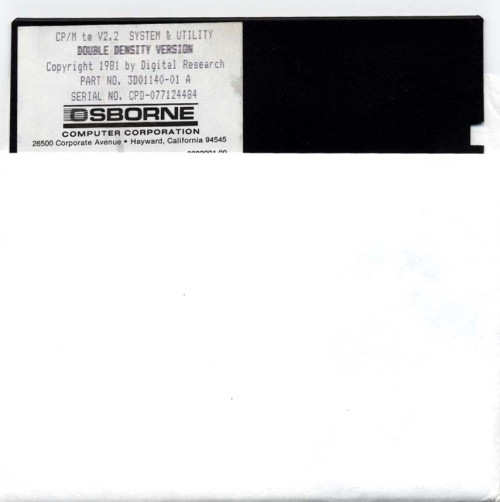 CP/M tm V2.2 SYSTEM & UTILITY
DOUBLE DENSITY VERSION
Copyright 1981 by Digital Research
PART NO. 3D01140-01 A
SERIAL NO. CPD-077124484
OSBORNE
COMPUTER CORPORATION
26500 Corporate Avenue • Hayward, California 94545